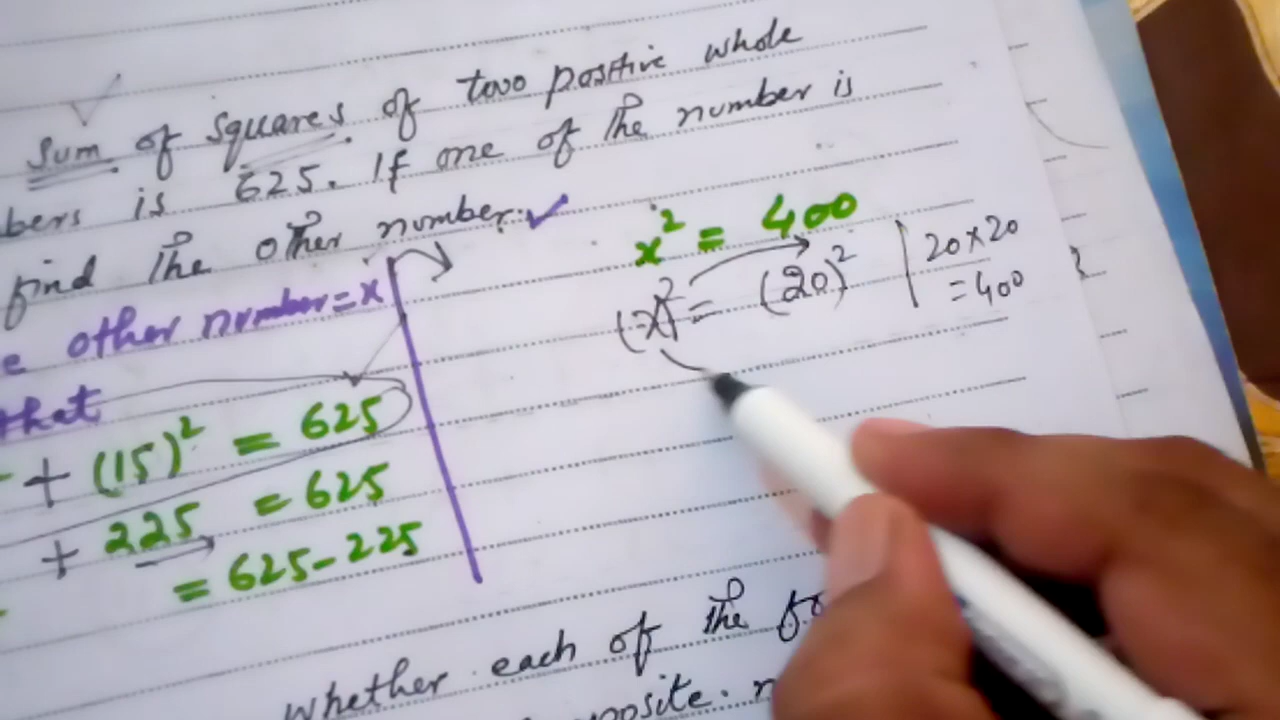 Sum of squares of two positive whole
bers is 625. If one of the number is
find the other number.
e other number = x
that
+ (15)² = 625
+ 225 = 625
= 625 - 225
x² = 400
(x)² = (20)²
20 × 20
= 400
whether each of the
posite.